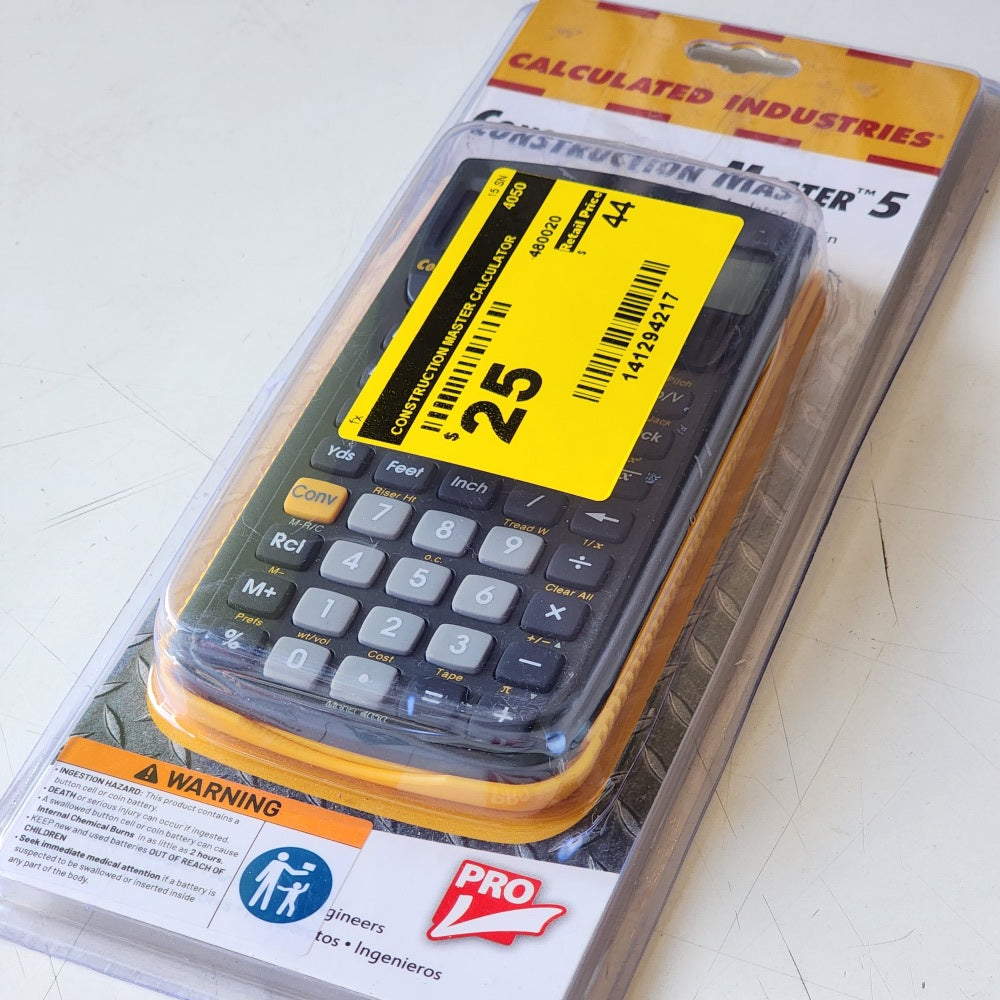 CALCULATED INDUSTRIES®
CONSTRUCTION MASTER™ 5
15 SN
4050
CONSTRUCTION MASTER CALCULATOR
fx
480020
Retail Price
$ 44
$ 25
141294217
Pitch
Yds Feet Inch /
Conv
Riser Ht
7 8 9 ÷
Tread W
1/x
M-R/C
Rcl
4 5 6 ×
o.c.
Clear All
M-
M+
1 2 3 −
+/−
Prefs
%
wt/vol
0 . = +
Cost
Tape
π
WARNING
• INGESTION HAZARD: This product contains a
button cell or coin battery.
• DEATH or serious injury can occur if ingested.
• A swallowed button cell or coin battery can cause
Internal Chemical Burns in as little as 2 hours.
• KEEP new and used batteries OUT OF REACH OF
CHILDREN
• Seek immediate medical attention if a battery is
suspected to be swallowed or inserted inside
any part of the body.
gineers
tos • Ingenieros
PRO